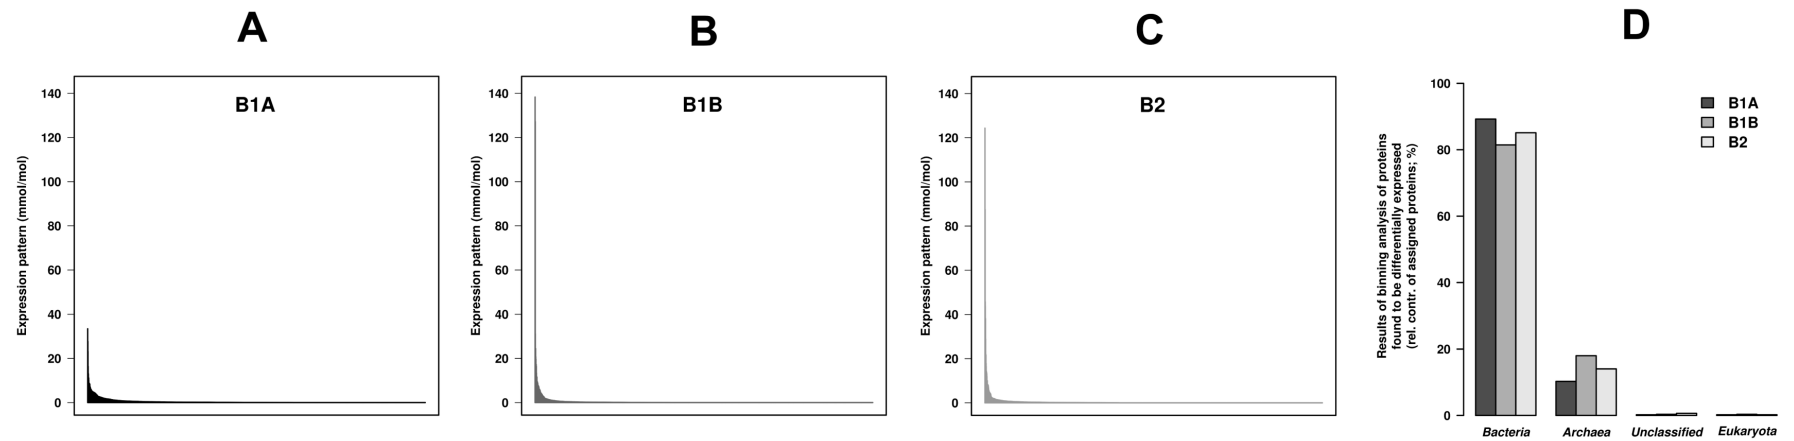 A
B1A
Expression pattern (mmol/mol)
140
120
100
80
60
40
20
0
B
B1B
Expression pattern (mmol/mol)
140
120
100
80
60
40
20
0
C
B2
Expression pattern (mmol/mol)
140
120
100
80
60
40
20
0
D
Results of binning analysis of proteins
found to be differentially expressed
(rel. contr. of assigned proteins; %)
100
80
60
40
20
0
B1A
B1B
B2
Bacteria
Archaea
Unclassified
Eukaryota